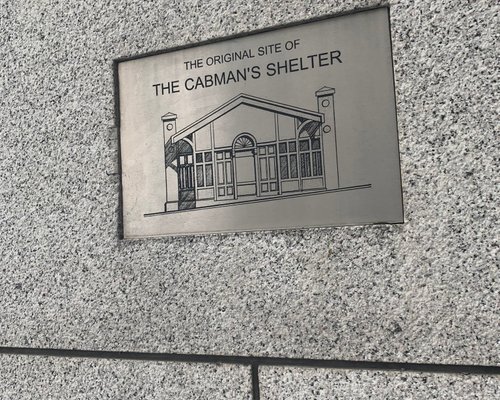 THE ORIGINAL SITE OF
THE CABMAN'S SHELTER